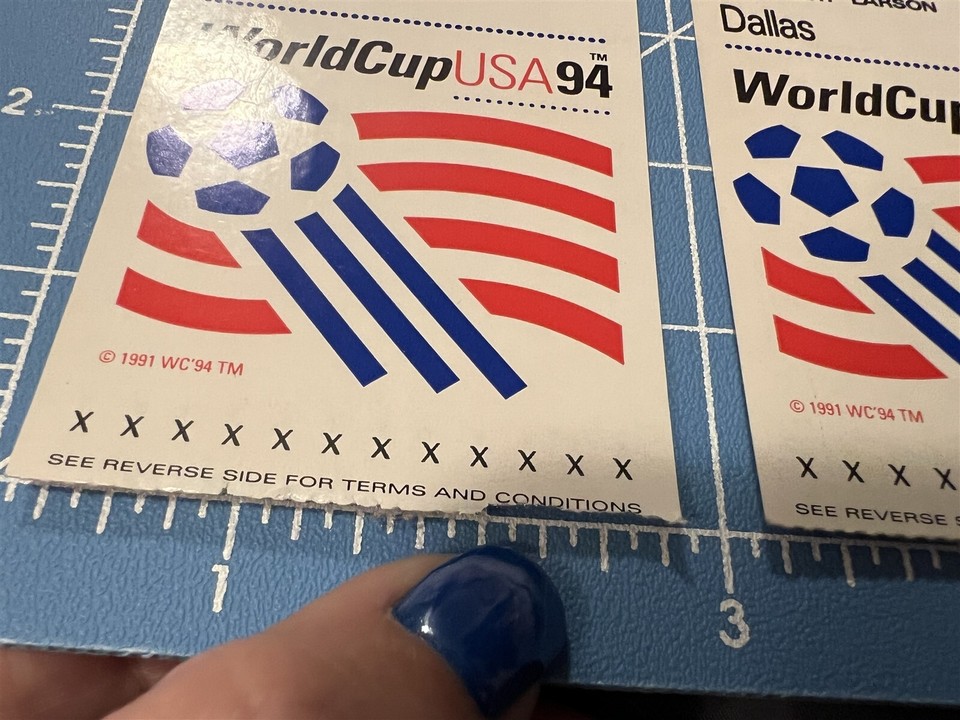 LARSON
Dallas
WorldCupUSA94™
© 1991 WC'94 TM
X X X X X X X X X X X X
SEE REVERSE SIDE FOR TERMS AND CONDITIONS
WorldCup
© 1991 WC'94 TM
X X X X
SEE REVERSE
2
1
3